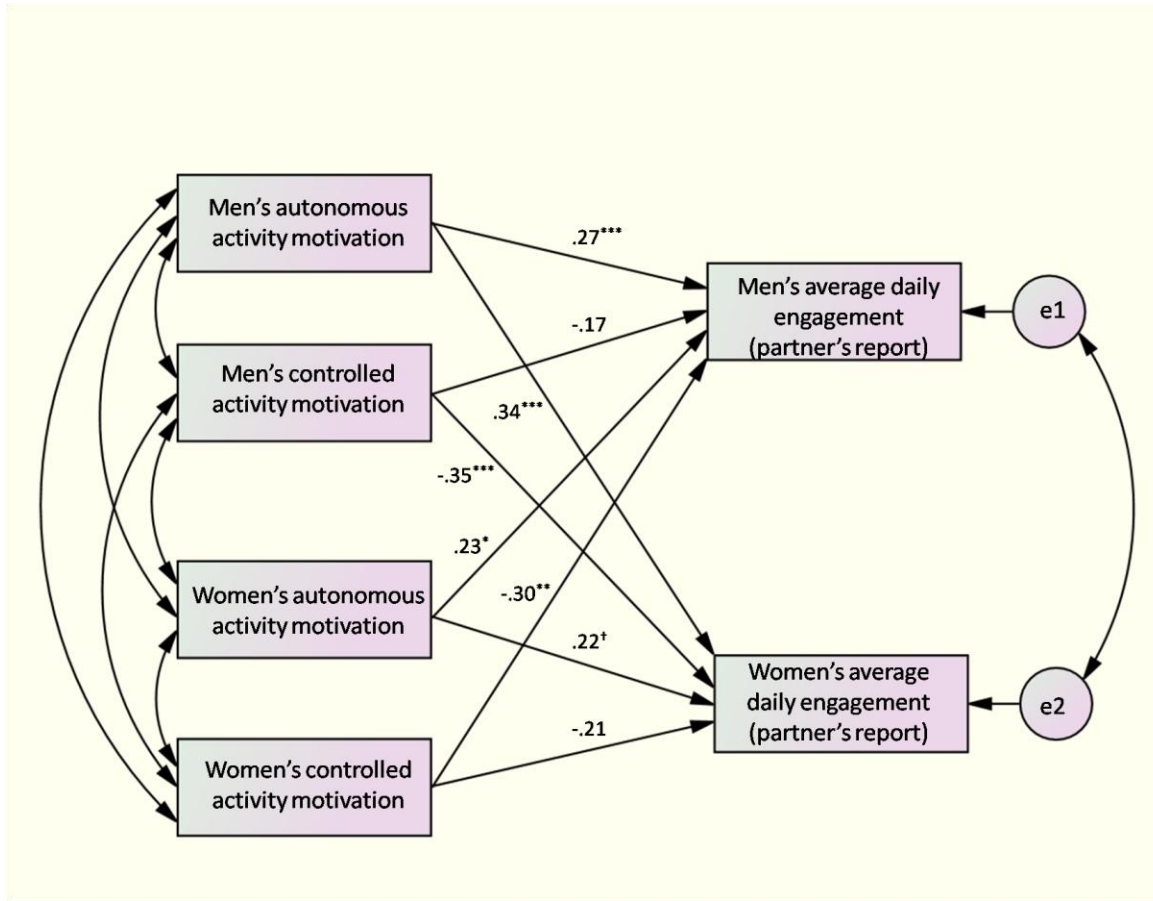 Men’s autonomous
activity motivation
.27***
Men’s average daily
engagement
(partner’s report)
e1
-.17
Men’s controlled
activity motivation
.34***
-.35***
.23*
-.30**
Women’s autonomous
activity motivation
.22†
Women’s average
daily engagement
(partner’s report)
e2
-.21
Women’s controlled
activity motivation